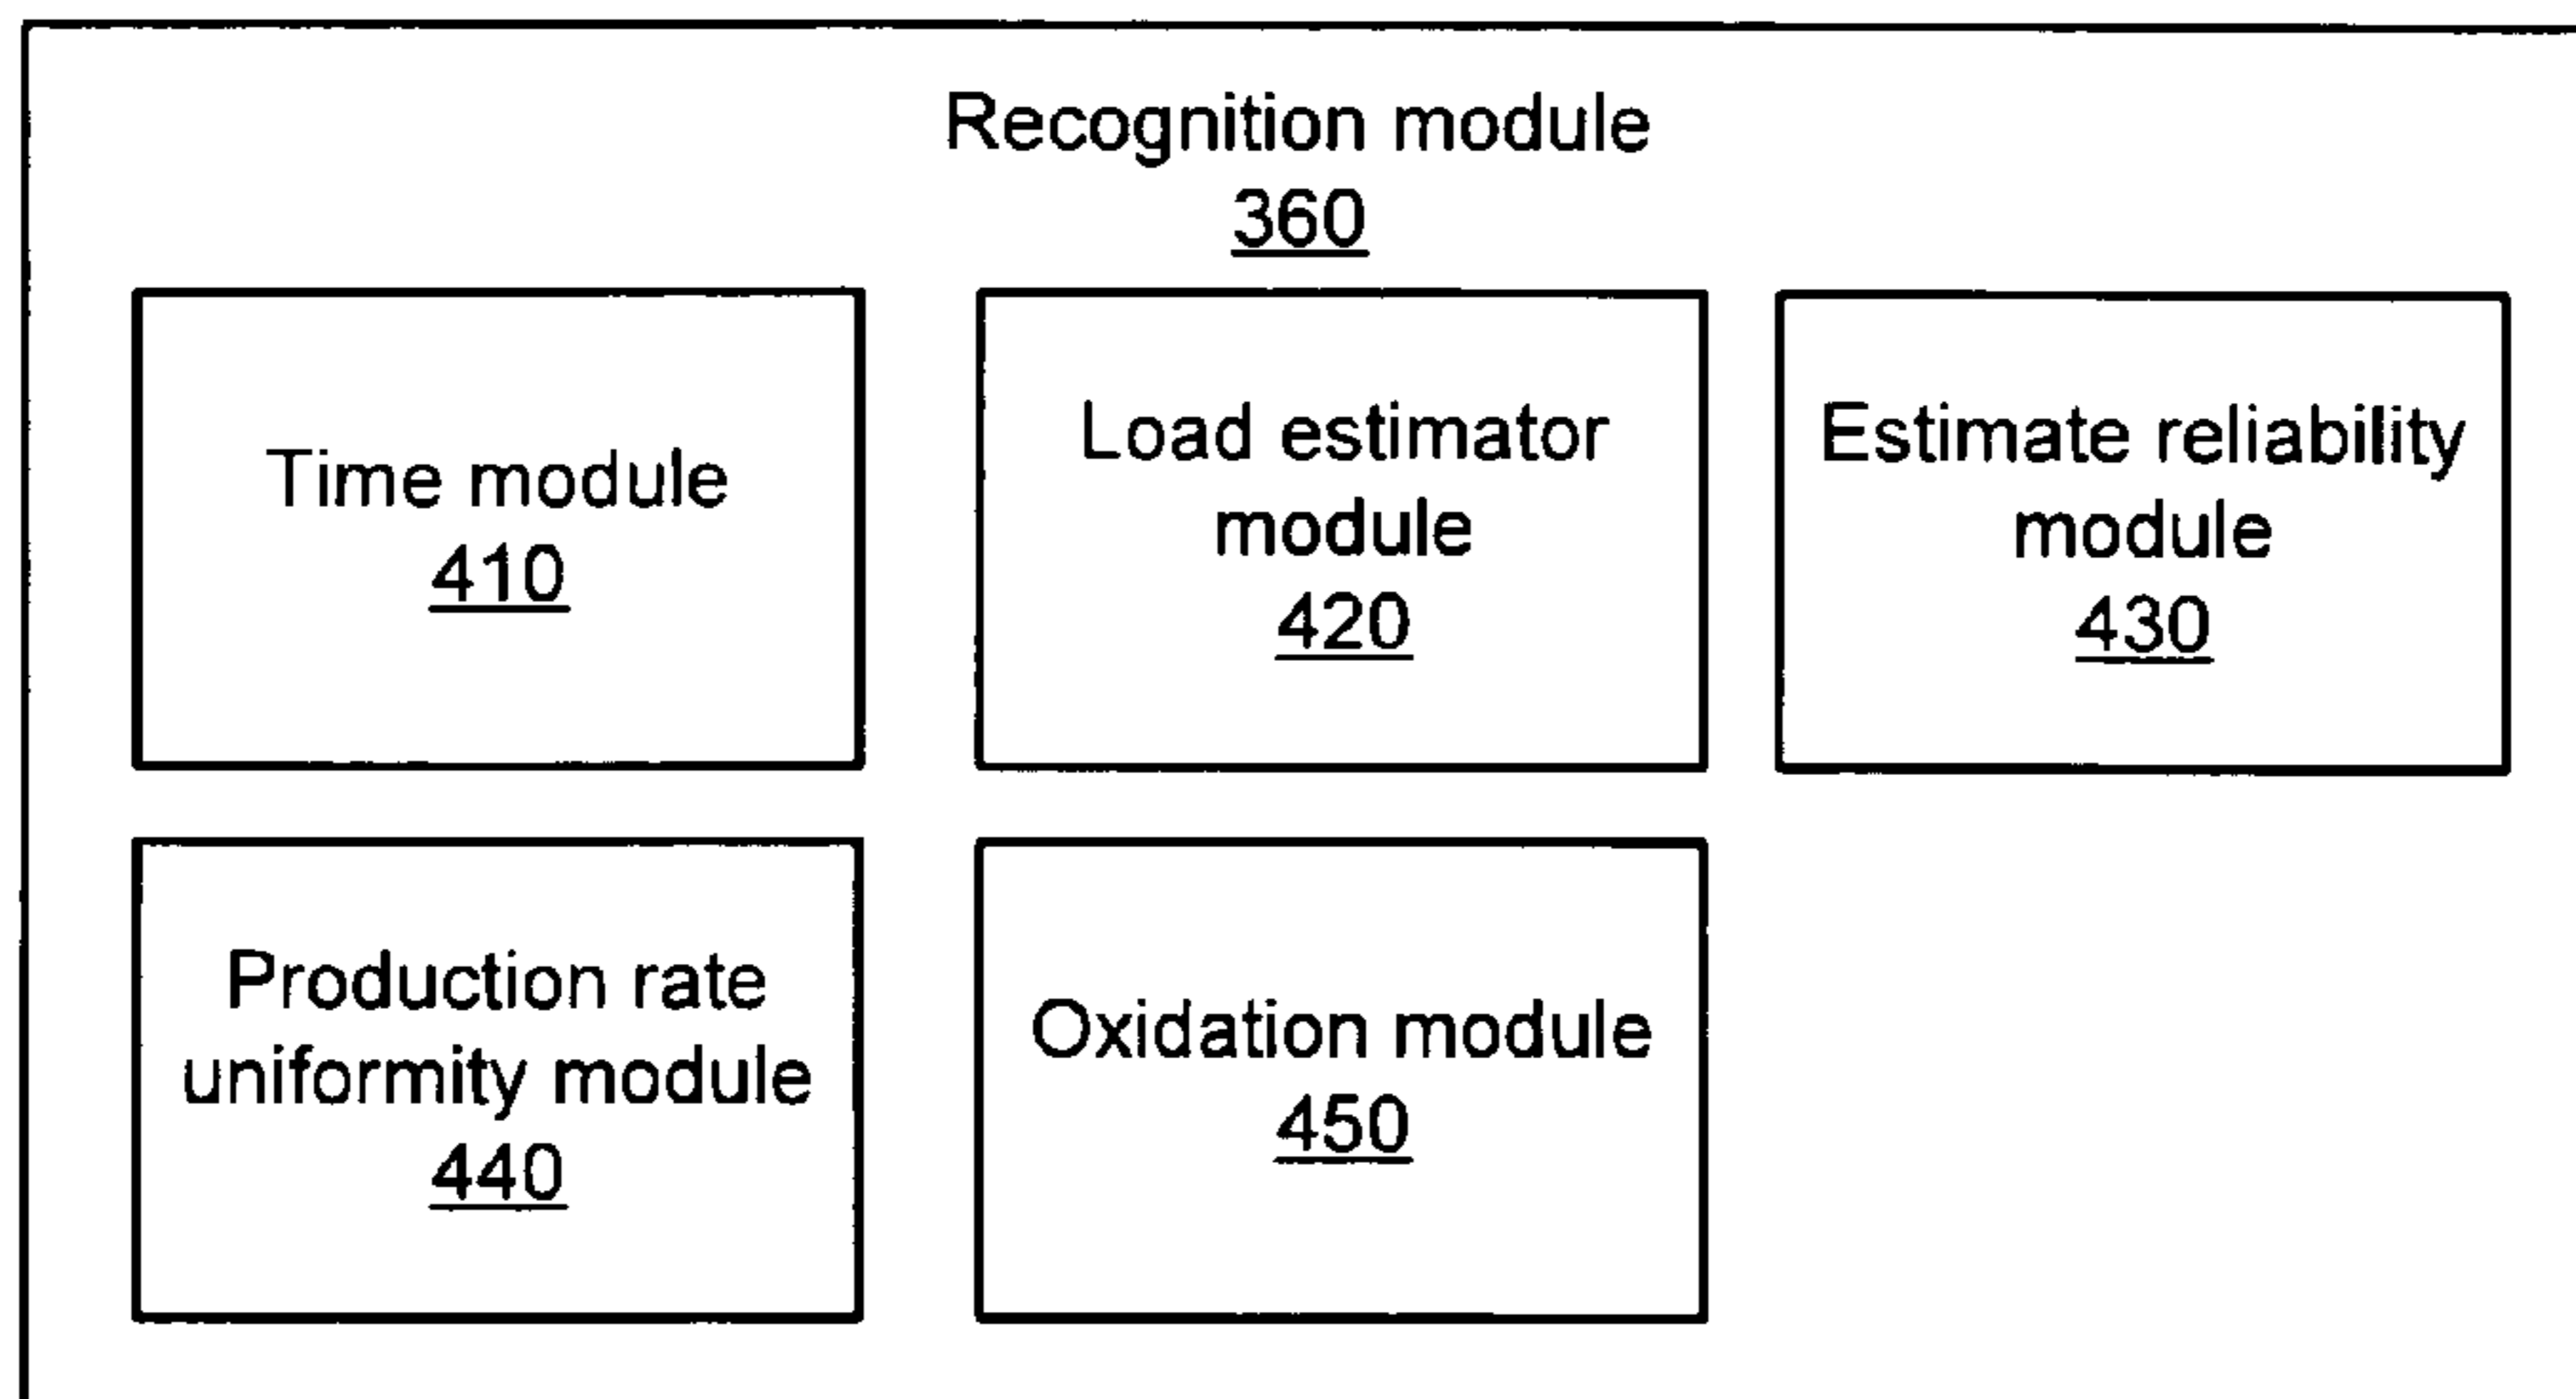 Recognition module
360
Time module
410
Load estimator
module
420
Estimate reliability
module
430
Production rate
uniformity module
440
Oxidation module
450